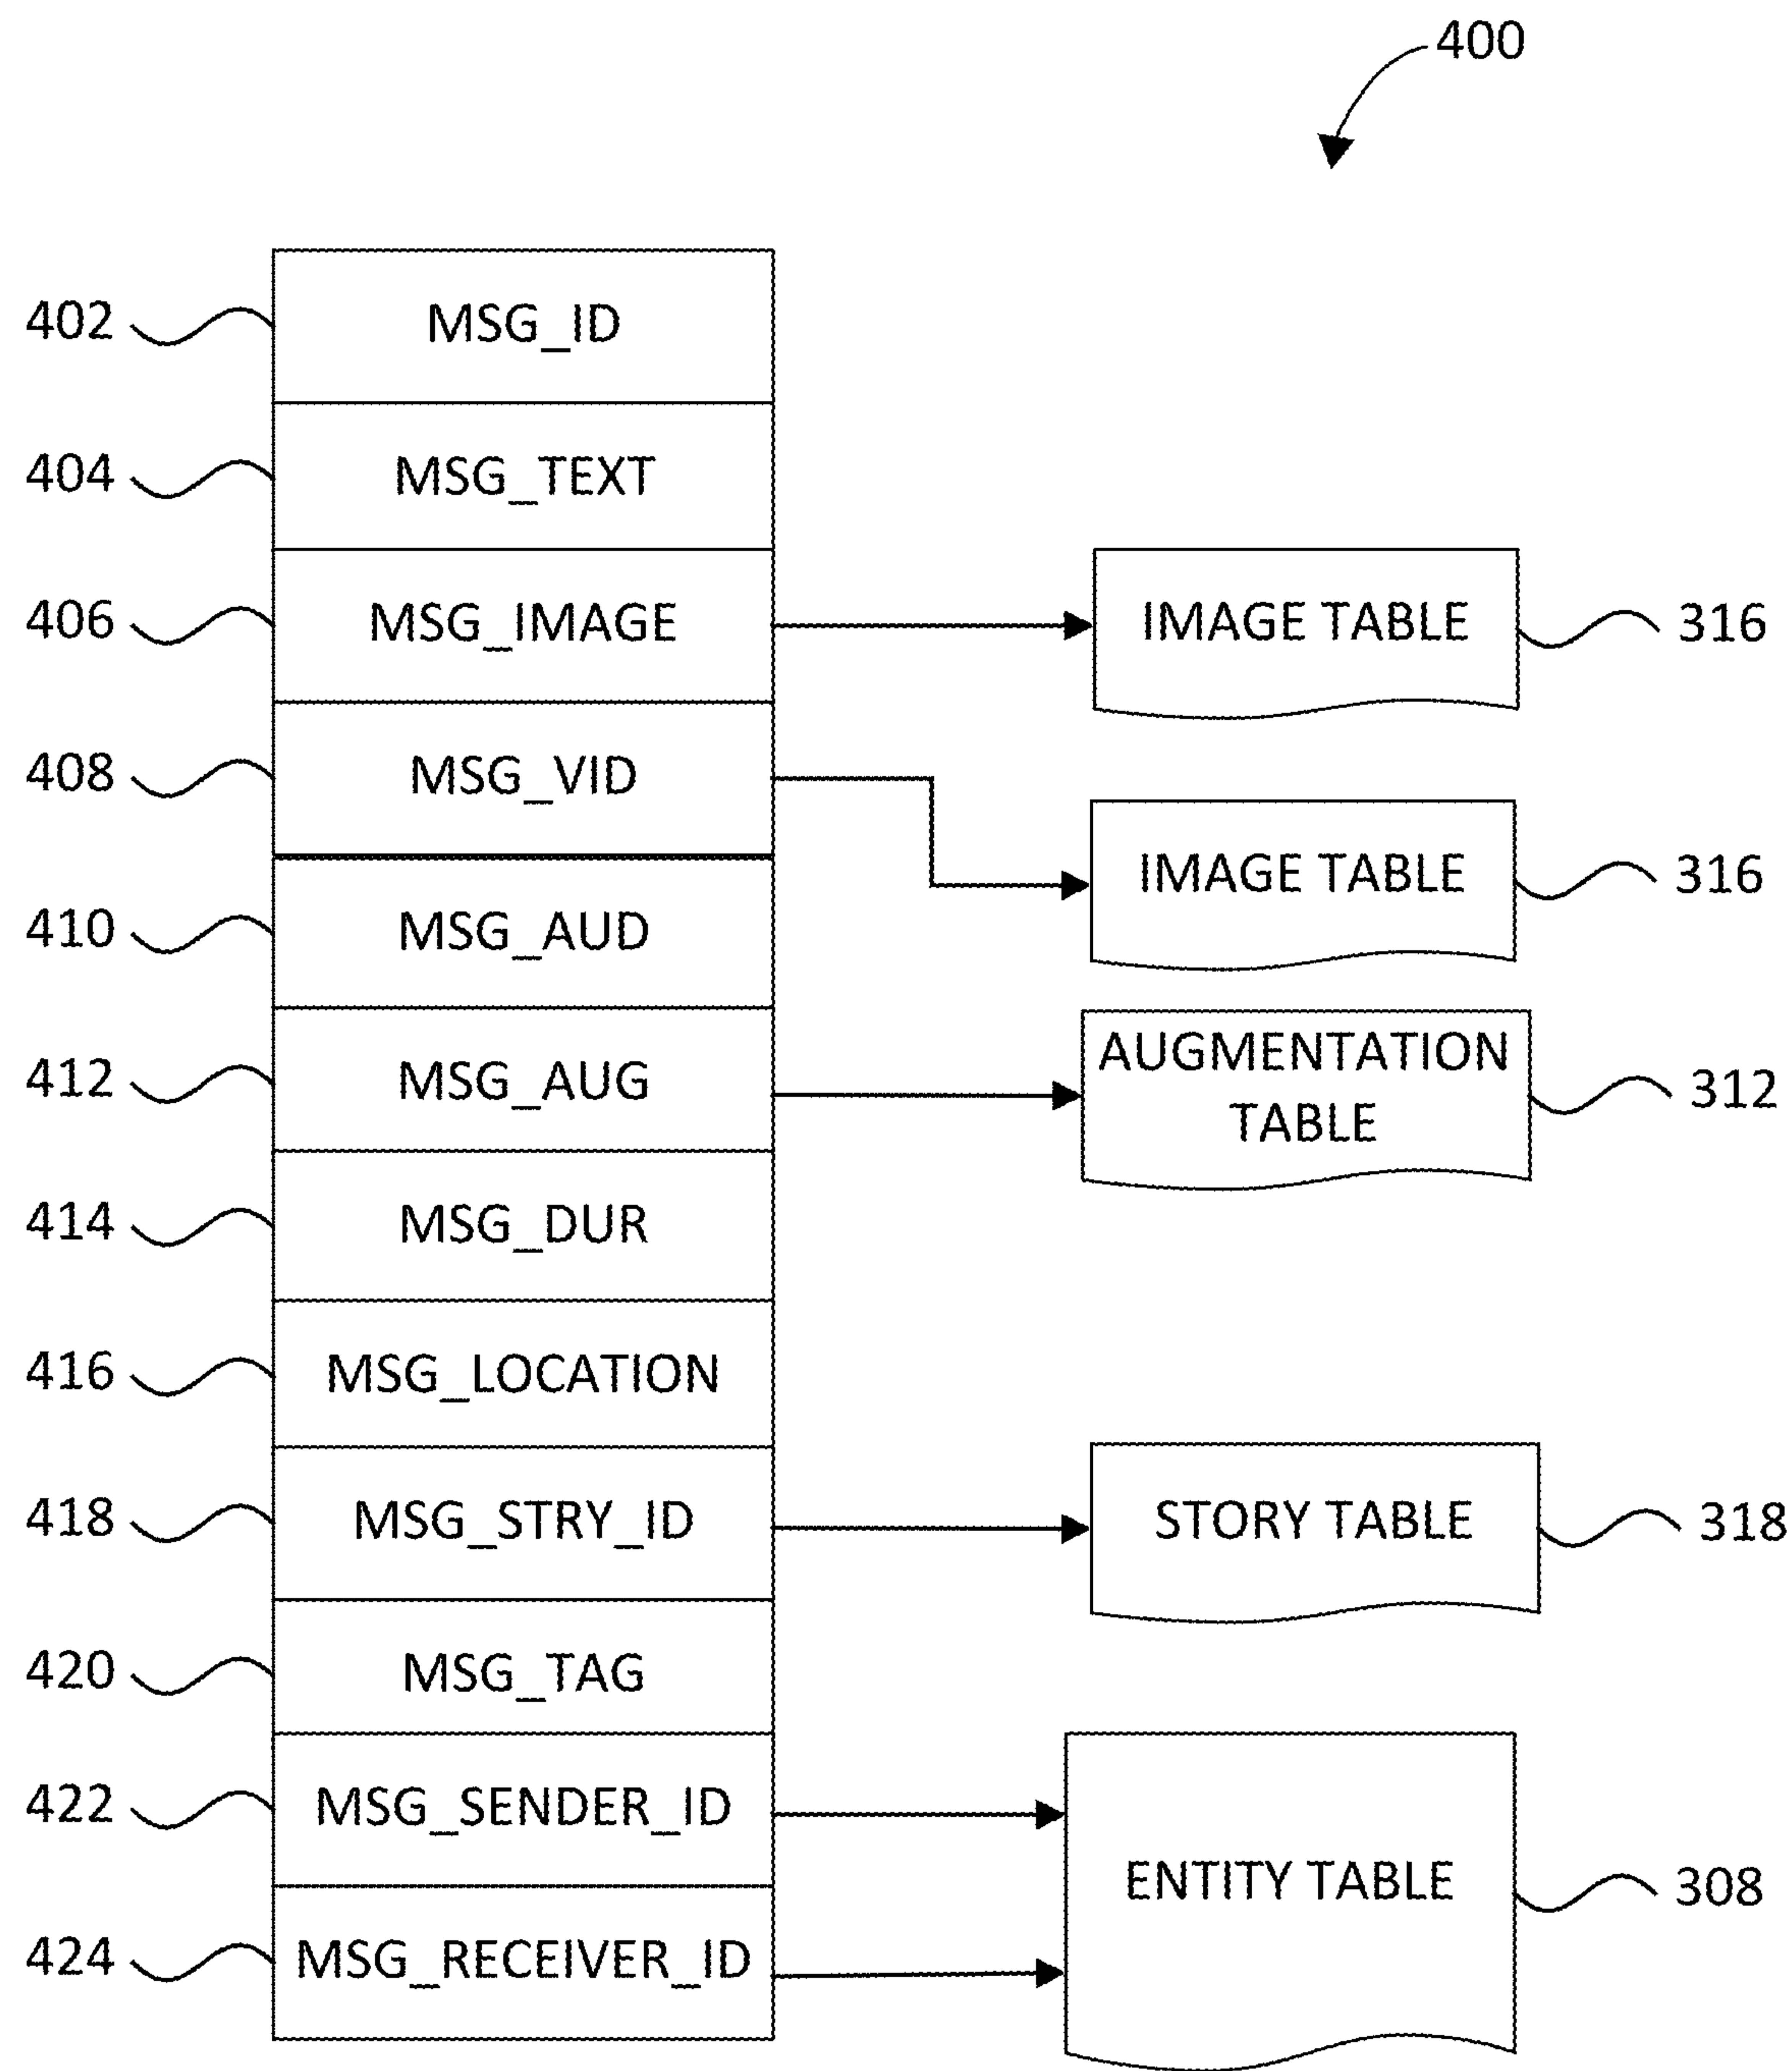 400
402 MSG_ID
404 MSG_TEXT
406 MSG_IMAGE IMAGE TABLE 316
408 MSG_VID IMAGE TABLE 316
410 MSG_AUD
412 MSG_AUG AUGMENTATION
TABLE 312
414 MSG_DUR
416 MSG_LOCATION
418 MSG_STRY_ID STORY TABLE 318
420 MSG_TAG
422 MSG_SENDER_ID
ENTITY TABLE 308
424 MSG_RECEIVER_ID